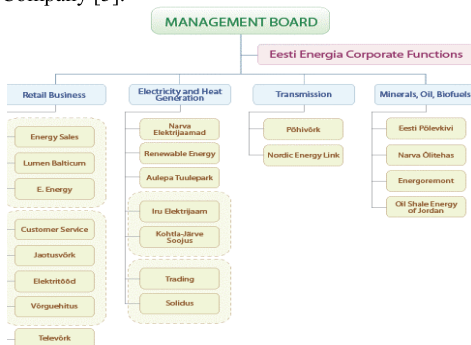 Company [5].
MANAGEMENT BOARD
Eesti Energia Corporate Functions
Retail Business
Energy Sales
Lumen Balticum
E. Energy
Customer Service
Jaotusvõrk
Elektritööd
Võrguehitus
Televõrk
Electricity and Heat
Generation
Narva
Elektrijaamad
Renewable Energy
Aulepa Tuulepark
Iru Elektrijaam
Kohtla-Järve
Soojus
Trading
Solidus
Transmission
Põhivõrk
Nordic Energy Link
Minerals, Oil, Biofuels
Eesti Põlevkivi
Narva Õlitehas
Energoremont
Oil Shale Energy
of Jordan